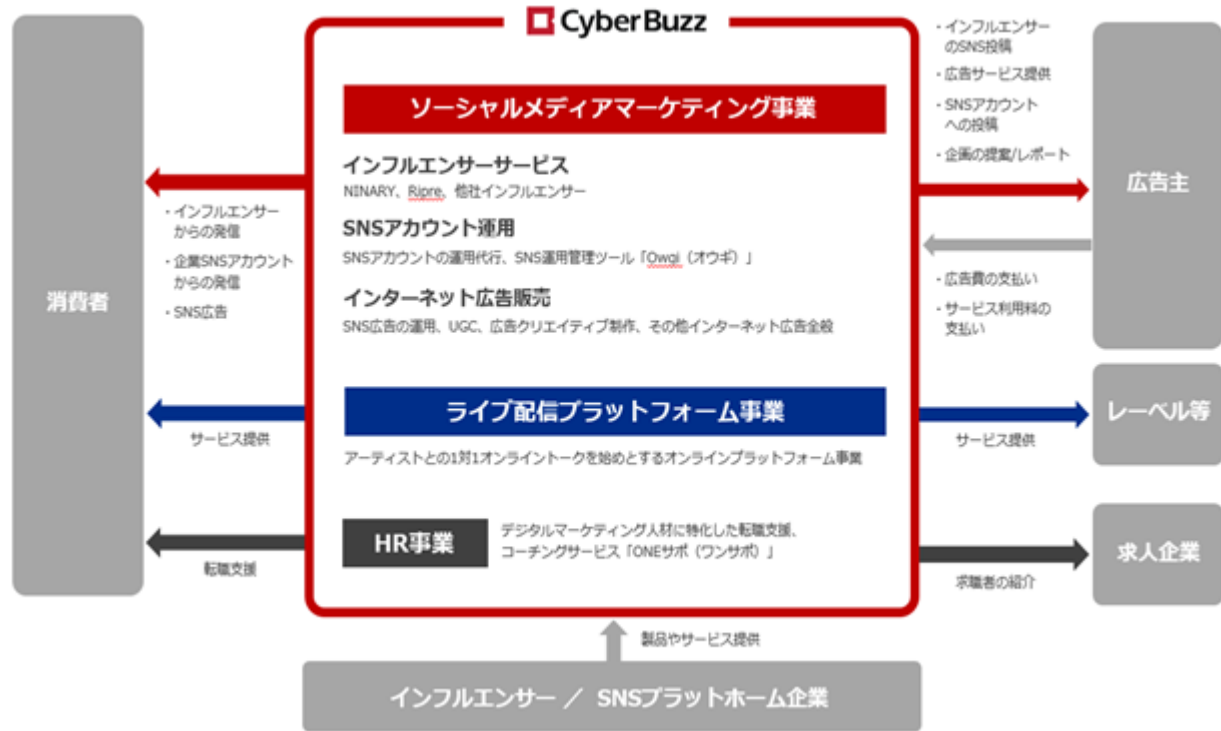 CyberBuzz
ソーシャルメディアマーケティング事業
インフルエンサーサービス
NINARY、Ripre、他社インフルエンサー
SNSアカウント運用
SNSアカウントの運用代行、SNS運用管理ツール「Owgi（オウギ）」
インターネット広告販売
SNS広告の運用、UGC、広告クリエイティブ制作、その他インターネット広告全般
ライブ配信プラットフォーム事業
アーティストとの1対1オンライントークを始めとするオンラインプラットフォーム事業
HR事業
デジタルマーケティング人材に特化した転職支援、
コーチングサービス「ONEサポ（ワンサポ）」
消費者
・インフルエンサー
からの発信
・企業SNSアカウント
からの発信
・SNS広告
サービス提供
転職支援
・インフルエンサー
のSNS投稿
・広告サービス提供
・SNSアカウント
への投稿
・企画の提案/レポート
・広告費の支払い
・サービス利用料の
支払い
サービス提供
求職者の紹介
広告主
レーベル等
求人企業
製品やサービス提供
インフルエンサー ／ SNSプラットホーム企業